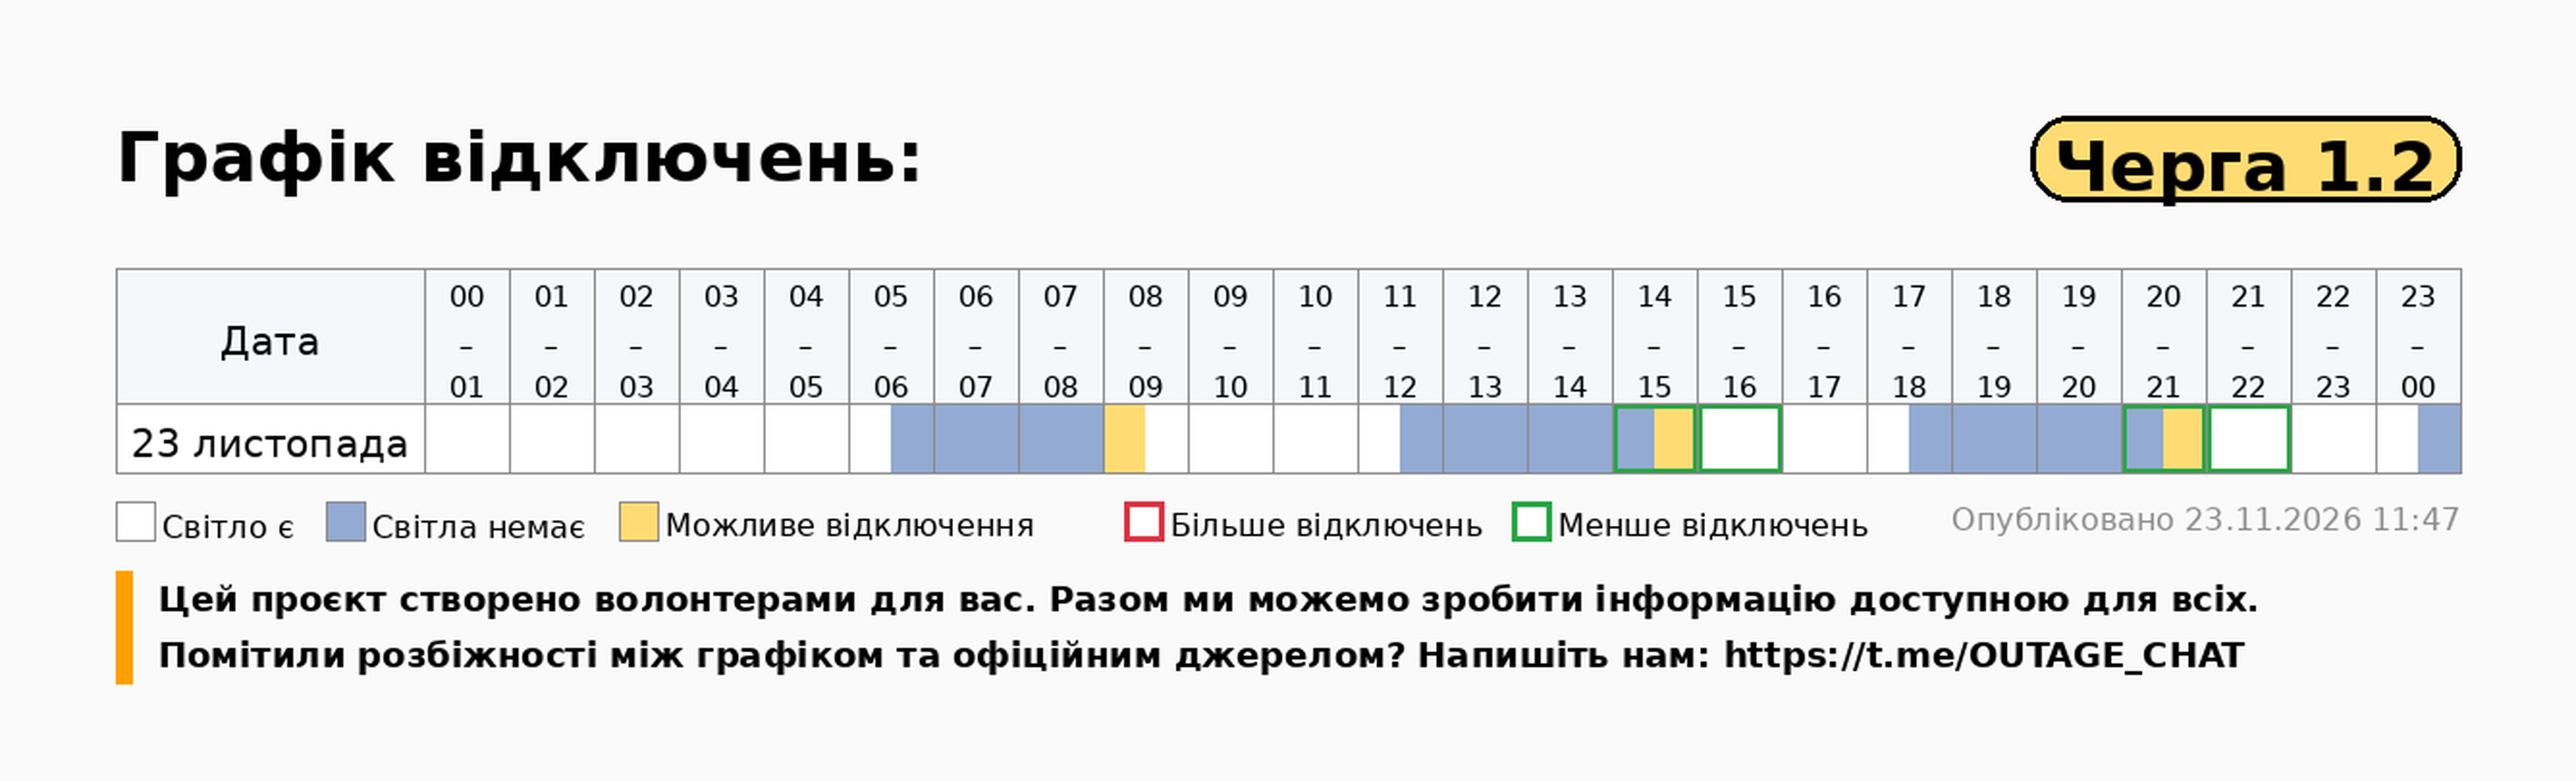 Графік відключень:
Черга 1.2
Дата
00 – 01
01 – 02
02 – 03
03 – 04
04 – 05
05 – 06
06 – 07
07 – 08
08 – 09
09 – 10
10 – 11
11 – 12
12 – 13
13 – 14
14 – 15
15 – 16
16 – 17
17 – 18
18 – 19
19 – 20
20 – 21
21 – 22
22 – 23
23 – 00
23 листопада
Світло є
Світла немає
Можливе відключення
Більше відключень
Менше відключень
Опубліковано 23.11.2026 11:47
Цей проєкт створено волонтерами для вас. Разом ми можемо зробити інформацію доступною для всіх.
Помітили розбіжності між графіком та офіційним джерелом? Напишіть нам: https://t.me/OUTAGE_CHAT